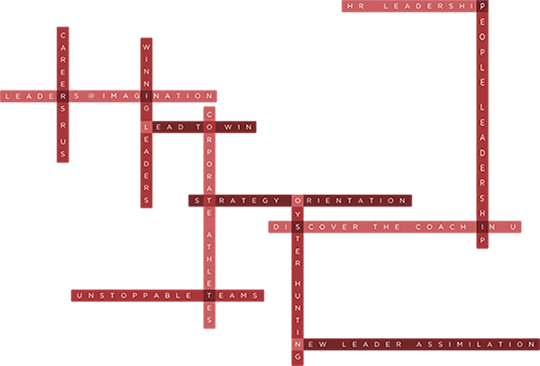 HR LEADERSHIP
PEOPLE LEADERSHIP
CAREERS R US
WINNING LEADERS
LEADERS @ IMAGINATION
CORPORATE ATHLETES
LEAD TO WIN
STRATEGY ORIENTATION
OYSTER HUNTING
DISCOVER THE COACH IN U
UNSTOPPABLE TEAMS
NEW LEADER ASSIMILATION